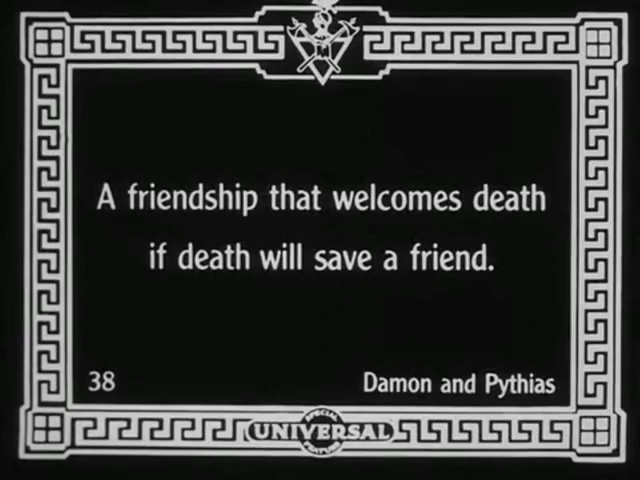 A friendship that welcomes death
if death will save a friend.
38
Damon and Pythias
SPECIAL
UNIVERSAL
FEATURE